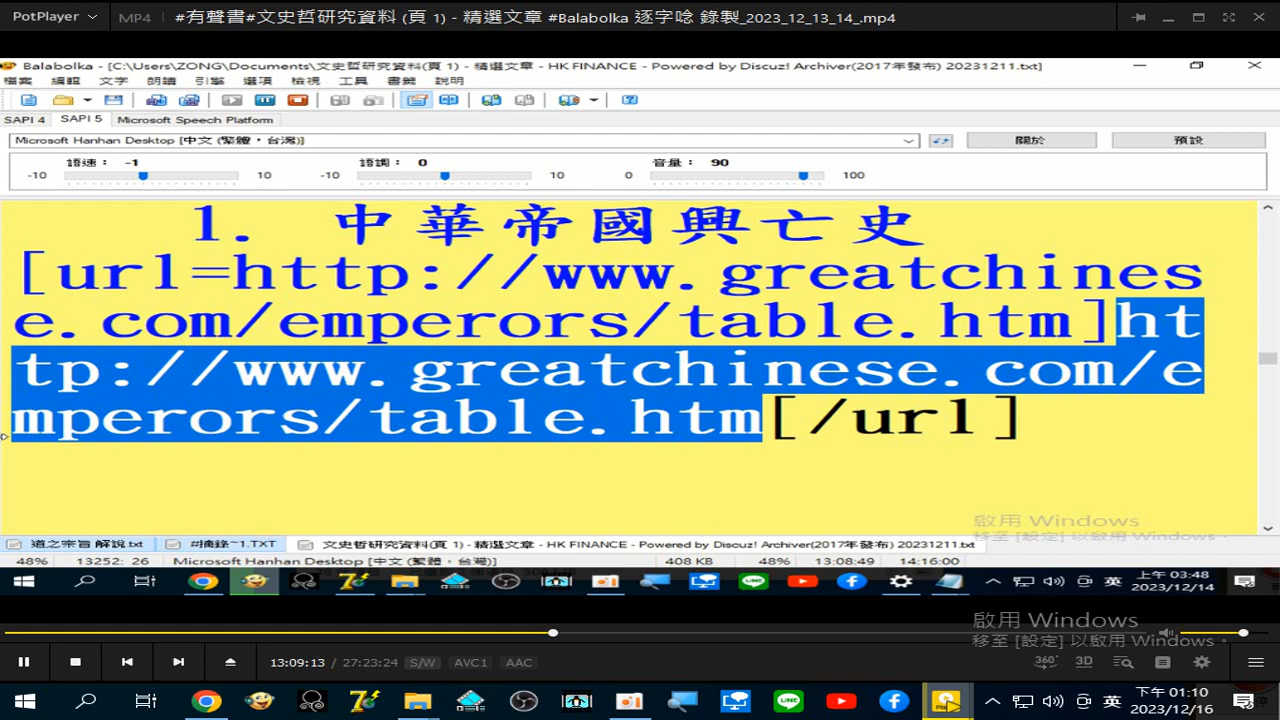 PotPlayer MP4 #有聲書#文史哲研究資料 (頁 1) - 精選文章 #Balabolka 逐字唸 錄製_2023_12_13_14_.mp4
Balabolka - [C:\Users\ZONG\Documents\文史哲研究資料(頁 1) - 精選文章 - HK FINANCE - Powered by Discuz! Archiver(2017年發布) 20231211.txt]
檔案 編輯 文字 朗讀 引擎 選項 檢視 工具 書籤 說明
SAPI 4 SAPI 5 Microsoft Speech Platform
Microsoft Hanhan Desktop [中文 (繁體，台灣)] 關於 預設
語速： -1 語調： 0 音量： 90
-10 10 -10 10 0 100
1. 中華帝國興亡史
[url=http://www.greatchines
e.com/emperors/table.htm]ht
tp://www.greatchinese.com/e
mperors/table.htm[/url]
啟用 Windows
移至 [設定] 以啟用 Windows。
道之宗旨 解說.txt #摘錄~1.TXT 文史哲研究資料(頁 1) - 精選文章 - HK FINANCE - Powered by Discuz! Archiver(2017年發布) 20231211.txt
48% 13252: 26 Microsoft Hanhan Desktop [中文 (繁體，台灣)] 408 KB 48% 13:08:49 14:16:00
英 上午 03:48
2023/12/14
啟用 Windows
移至 [設定] 以啟用 Windows。
13:09:13 / 27:23:24 S/W AVC1 AAC 360° 3D
英 下午 01:10
2023/12/16